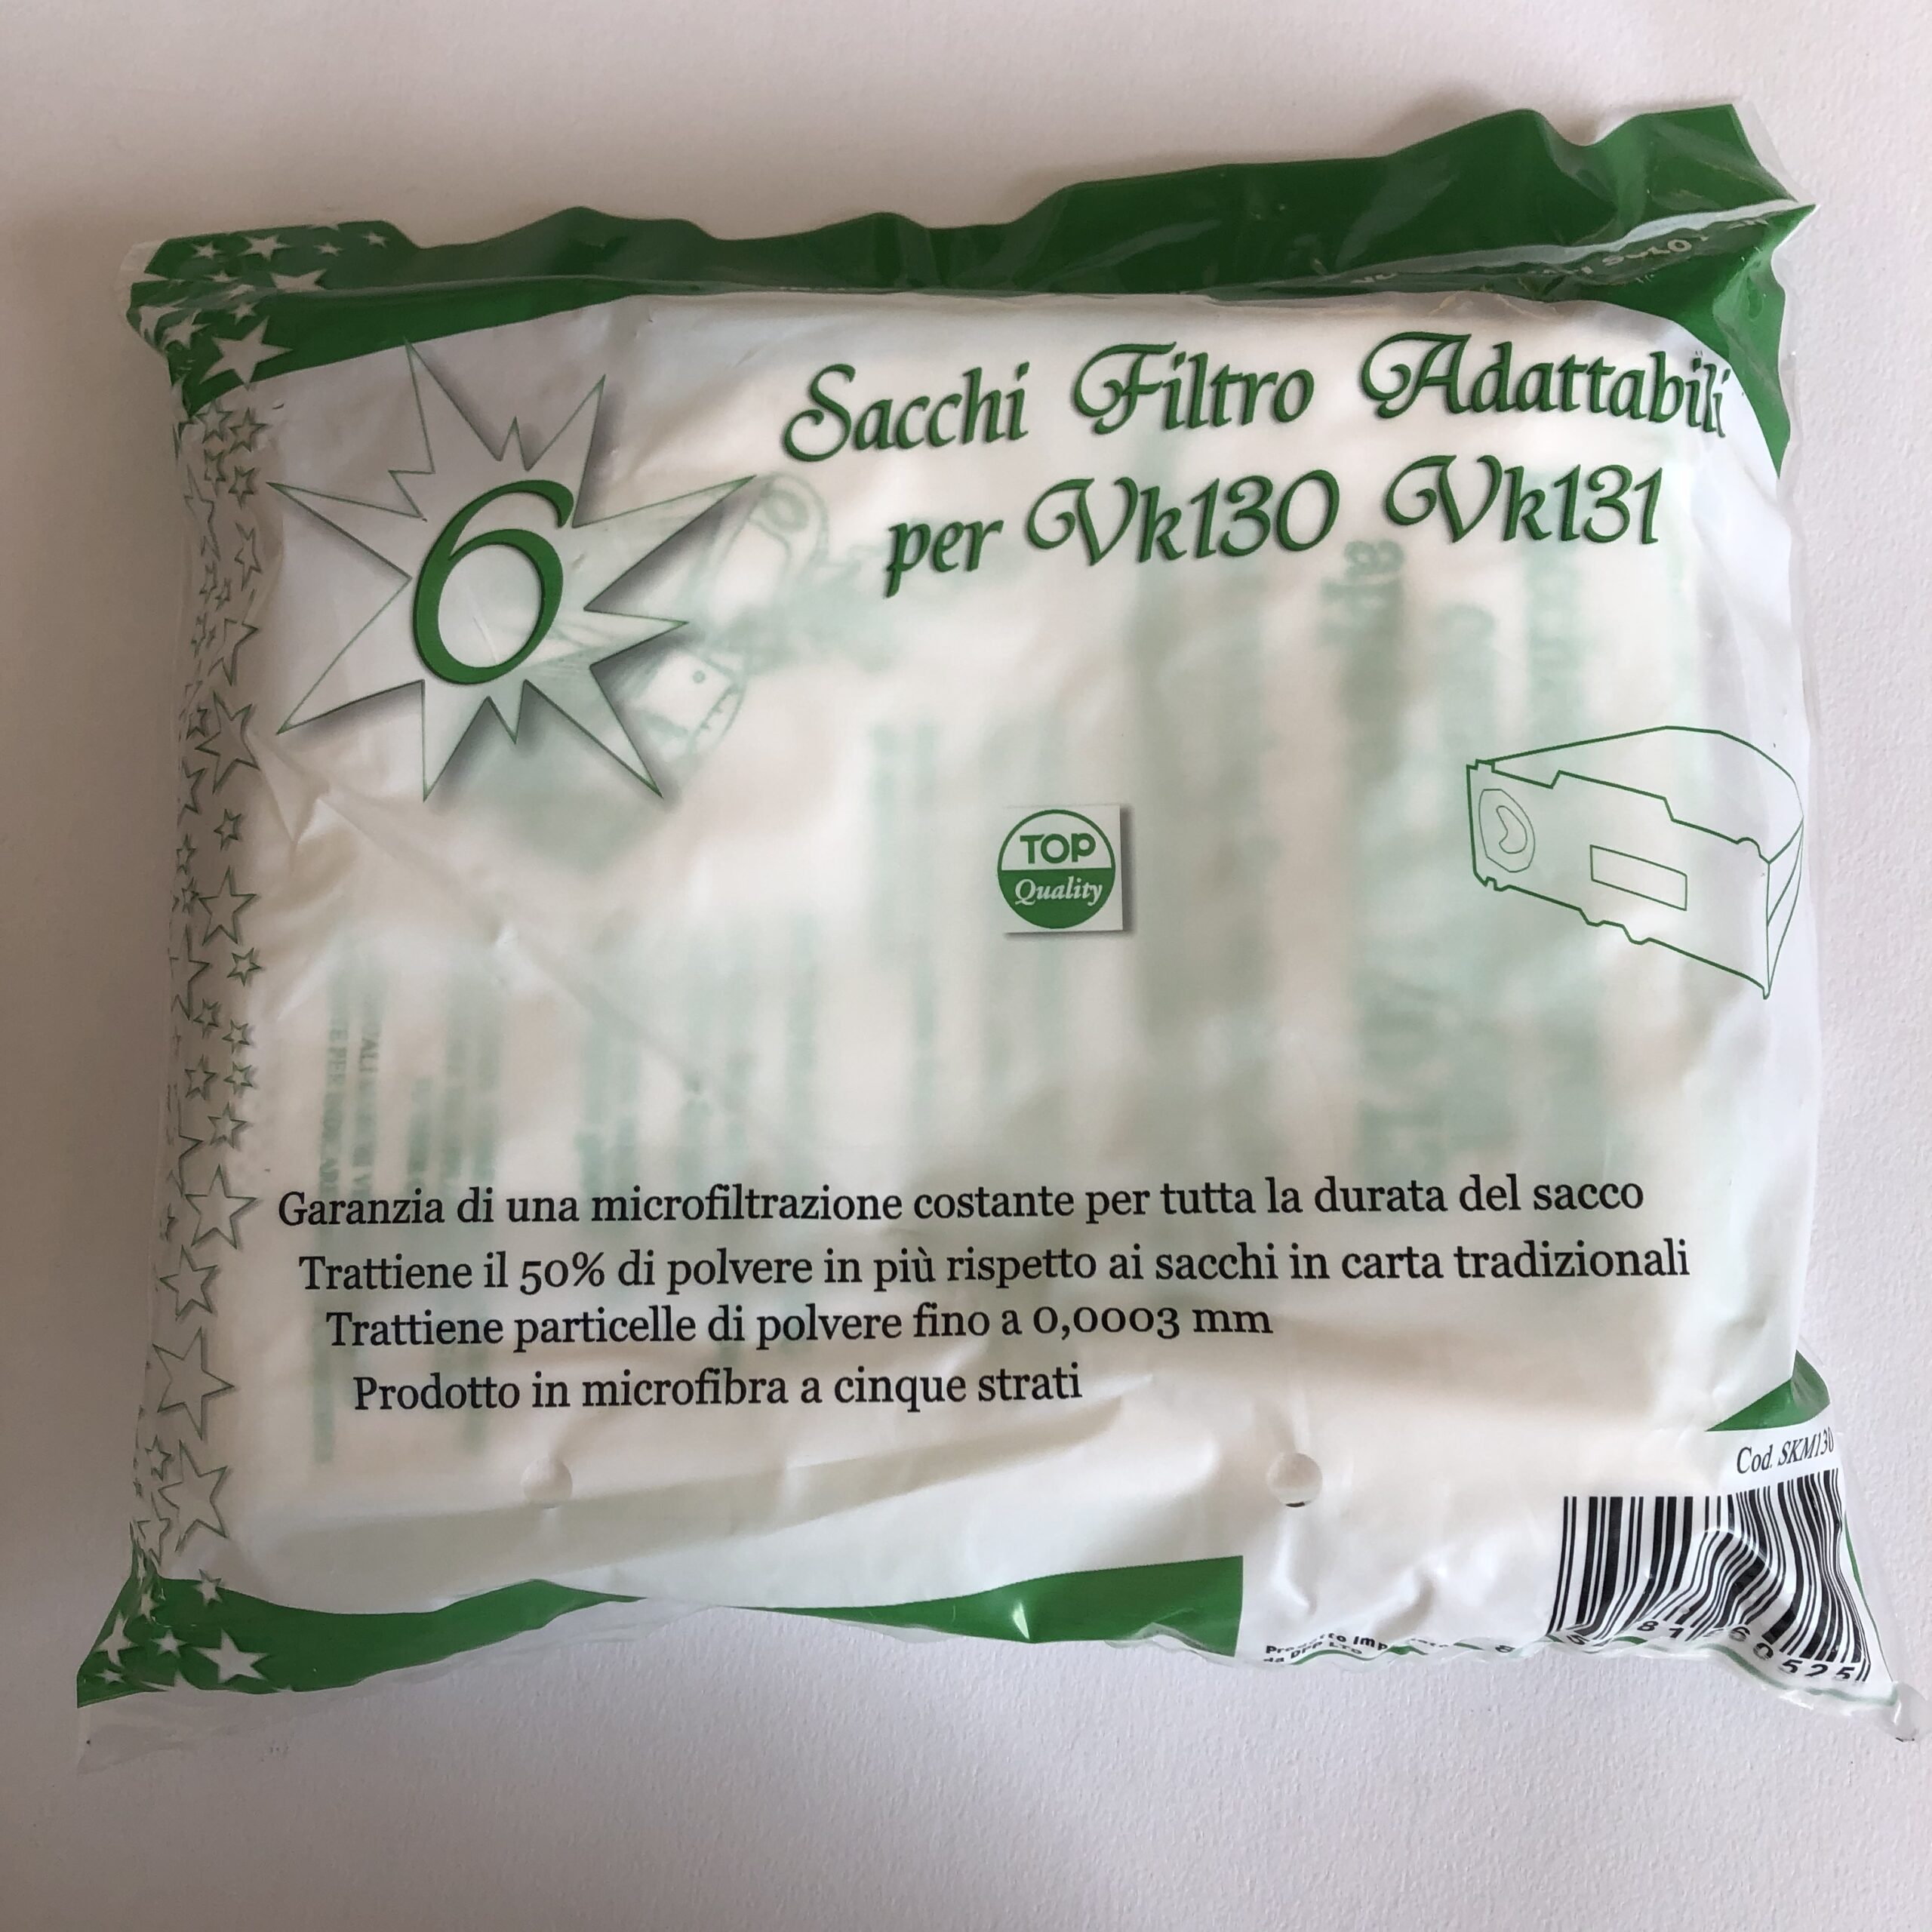 6
Sacchi Filtro Adattabili
per Vk130 Vk131
TOP
Quality
Garanzia di una microfiltrazione costante per tutta la durata del sacco
Trattiene il 50% di polvere in più rispetto ai sacchi in carta tradizionali
Trattiene particelle di polvere fino a 0,0003 mm
Prodotto in microfibra a cinque strati
Cod. SKM130